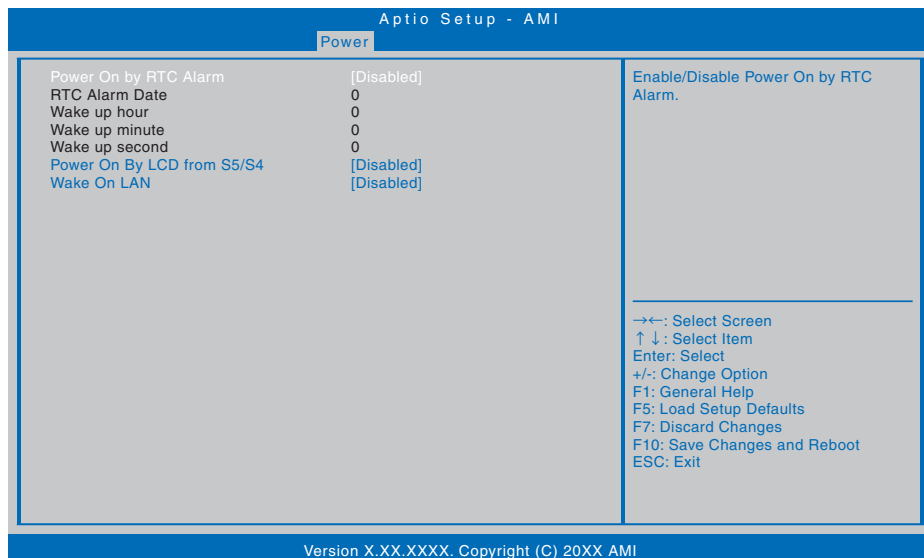 Aptio Setup - AMI
Power
Power On by RTC Alarm [Disabled]
RTC Alarm Date 0
Wake up hour 0
Wake up minute 0
Wake up second 0
Power On By LCD from S5/S4 [Disabled]
Wake On LAN [Disabled]
Enable/Disable Power On by RTC
Alarm.
→←: Select Screen
↑↓: Select Item
Enter: Select
+/-: Change Option
F1: General Help
F5: Load Setup Defaults
F7: Discard Changes
F10: Save Changes and Reboot
ESC: Exit
Version X.XX.XXXX. Copyright (C) 20XX AMI